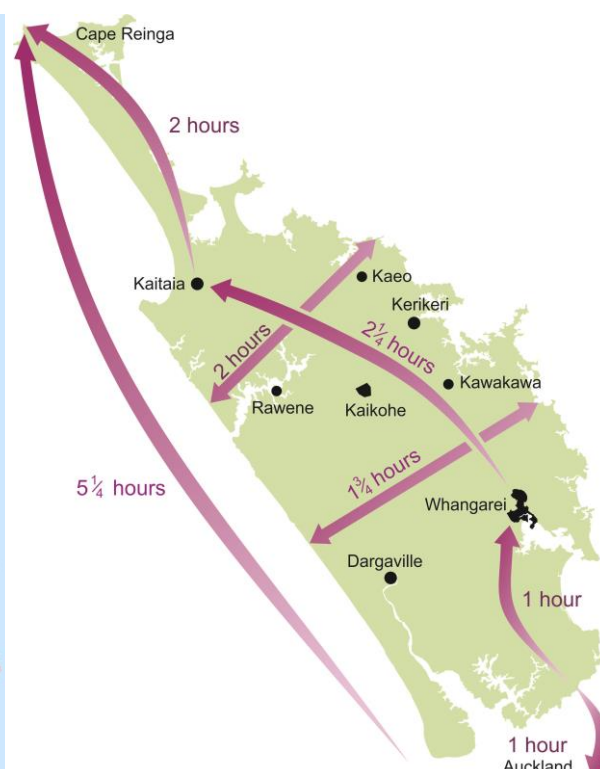 Cape Reinga
2 hours
Kaitaia
Kaeo
Kerikeri
2 hours
2¼ hours
Rawene
Kaikohe
Kawakawa
5¼ hours
1¾ hours
Whangarei
Dargaville
1 hour
1 hour
Auckland